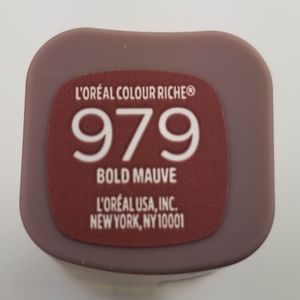 L'ORÉAL COLOUR RICHE®
979
BOLD MAUVE
L'ORÉAL USA, INC.
NEW YORK, NY 10001